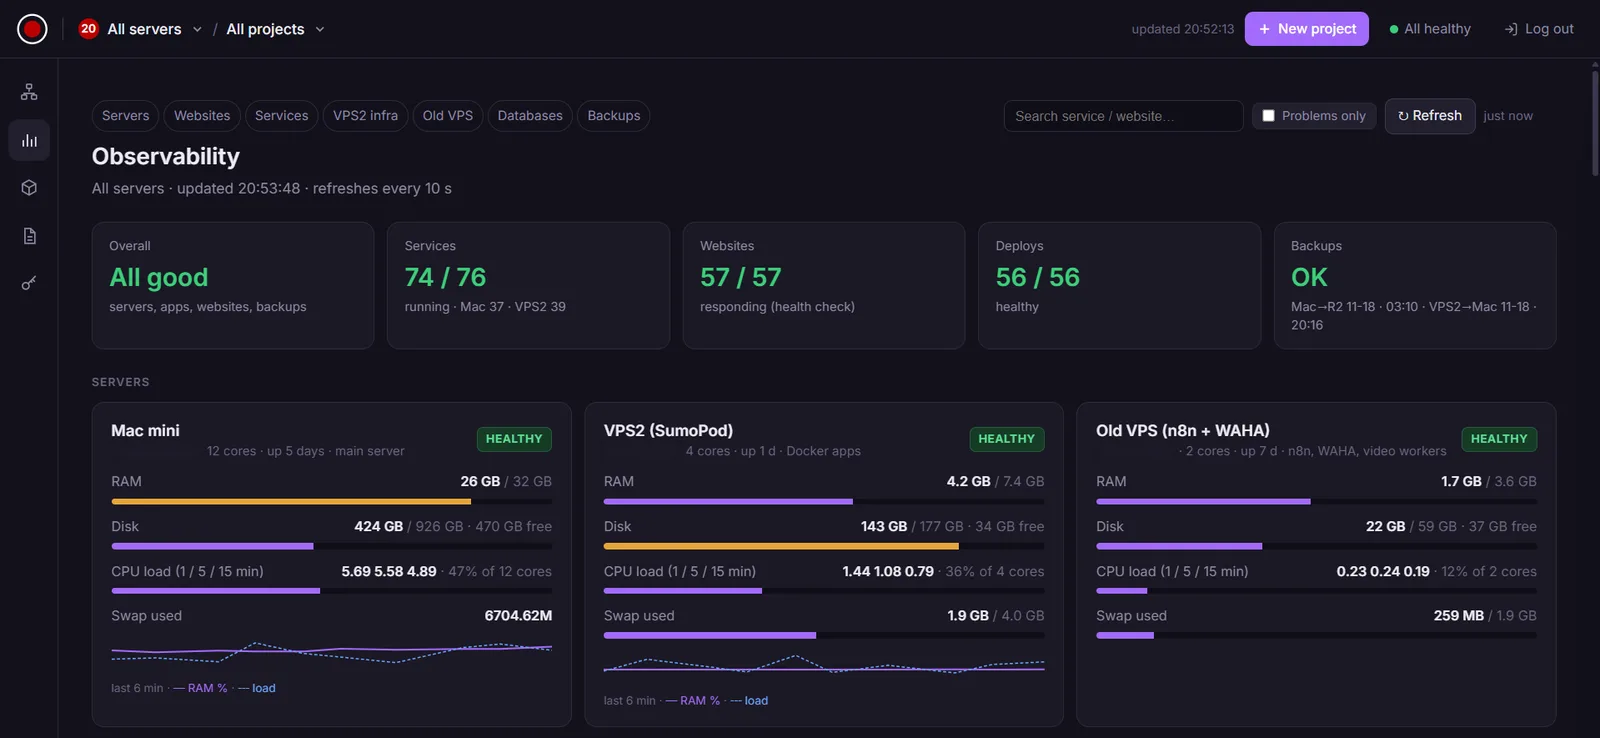 20 All servers / All projects
updated 20:52:13
+ New project
All healthy
Log out
Servers Websites Services VPS2 infra Old VPS Databases Backups
Search service / website...
Problems only
↻ Refresh
just now
Observability
All servers · updated 20:53:48 · refreshes every 10 s
Overall
All good
servers, apps, websites, backups
Services
74 / 76
running · Mac 37 · VPS2 39
Websites
57 / 57
responding (health check)
Deploys
56 / 56
healthy
Backups
OK
Mac→R2 11-18 · 03:10 · VPS2→Mac 11-18 ·
20:16
SERVERS
Mac mini
HEALTHY
12 cores · up 5 days · main server
RAM 26 GB / 32 GB
Disk 424 GB / 926 GB · 470 GB free
CPU load (1 / 5 / 15 min) 5.69 5.58 4.89 · 47% of 12 cores
Swap used 6704.62M
last 6 min · — RAM % · --- load
VPS2 (SumoPod)
HEALTHY
4 cores · up 1 d · Docker apps
RAM 4.2 GB / 7.4 GB
Disk 143 GB / 177 GB · 34 GB free
CPU load (1 / 5 / 15 min) 1.44 1.08 0.79 · 36% of 4 cores
Swap used 1.9 GB / 4.0 GB
last 6 min · — RAM % · --- load
Old VPS (n8n + WAHA)
HEALTHY
· 2 cores · up 7 d · n8n, WAHA, video workers
RAM 1.7 GB / 3.6 GB
Disk 22 GB / 59 GB · 37 GB free
CPU load (1 / 5 / 15 min) 0.23 0.24 0.19 · 12% of 2 cores
Swap used 259 MB / 1.9 GB